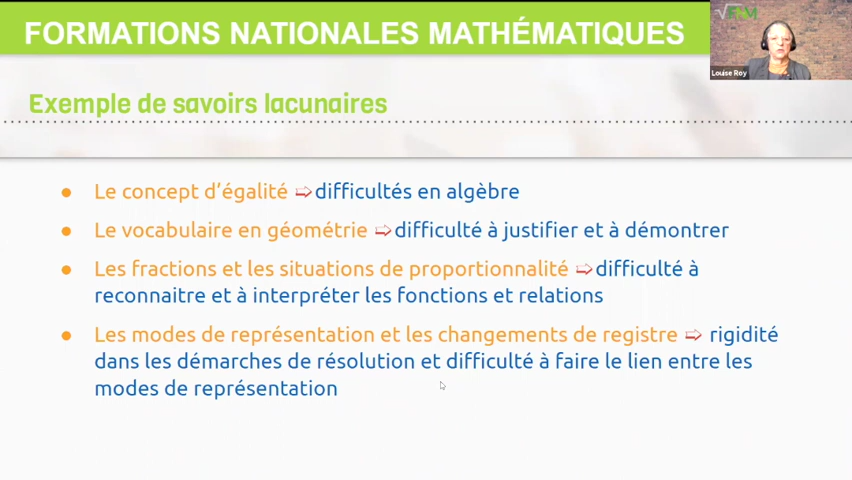 FORMATIONS NATIONALES MATHÉMATIQUES
√FNM
Louise Roy
Exemple de savoirs lacunaires
● Le concept d'égalité ➯ difficultés en algèbre
● Le vocabulaire en géométrie ➯ difficulté à justifier et à démontrer
● Les fractions et les situations de proportionnalité ➯ difficulté à
reconnaitre et à interpréter les fonctions et relations
● Les modes de représentation et les changements de registre ➯ rigidité
dans les démarches de résolution et difficulté à faire le lien entre les
modes de représentation